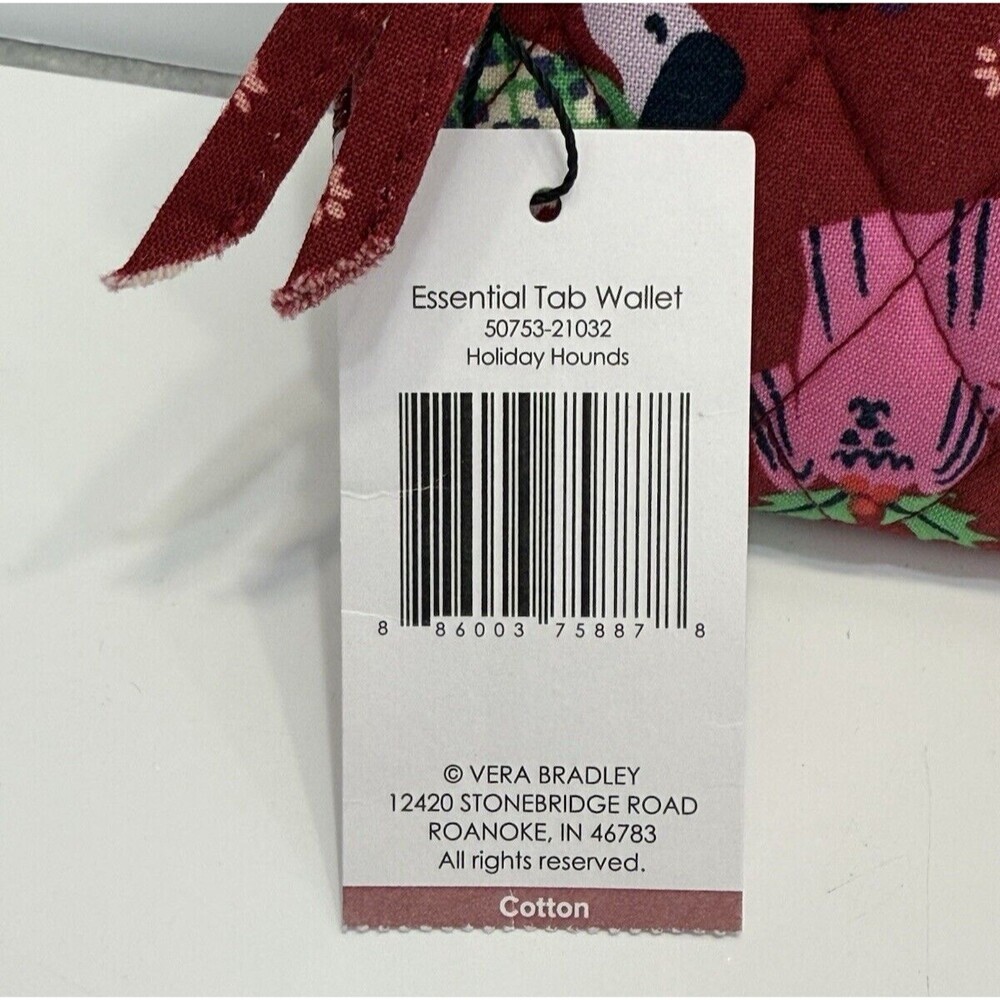 Essential Tab Wallet
50753-21032
Holiday Hounds
8 86003 75887 8
© VERA BRADLEY
12420 STONEBRIDGE ROAD
ROANOKE, IN 46783
All rights reserved.
Cotton